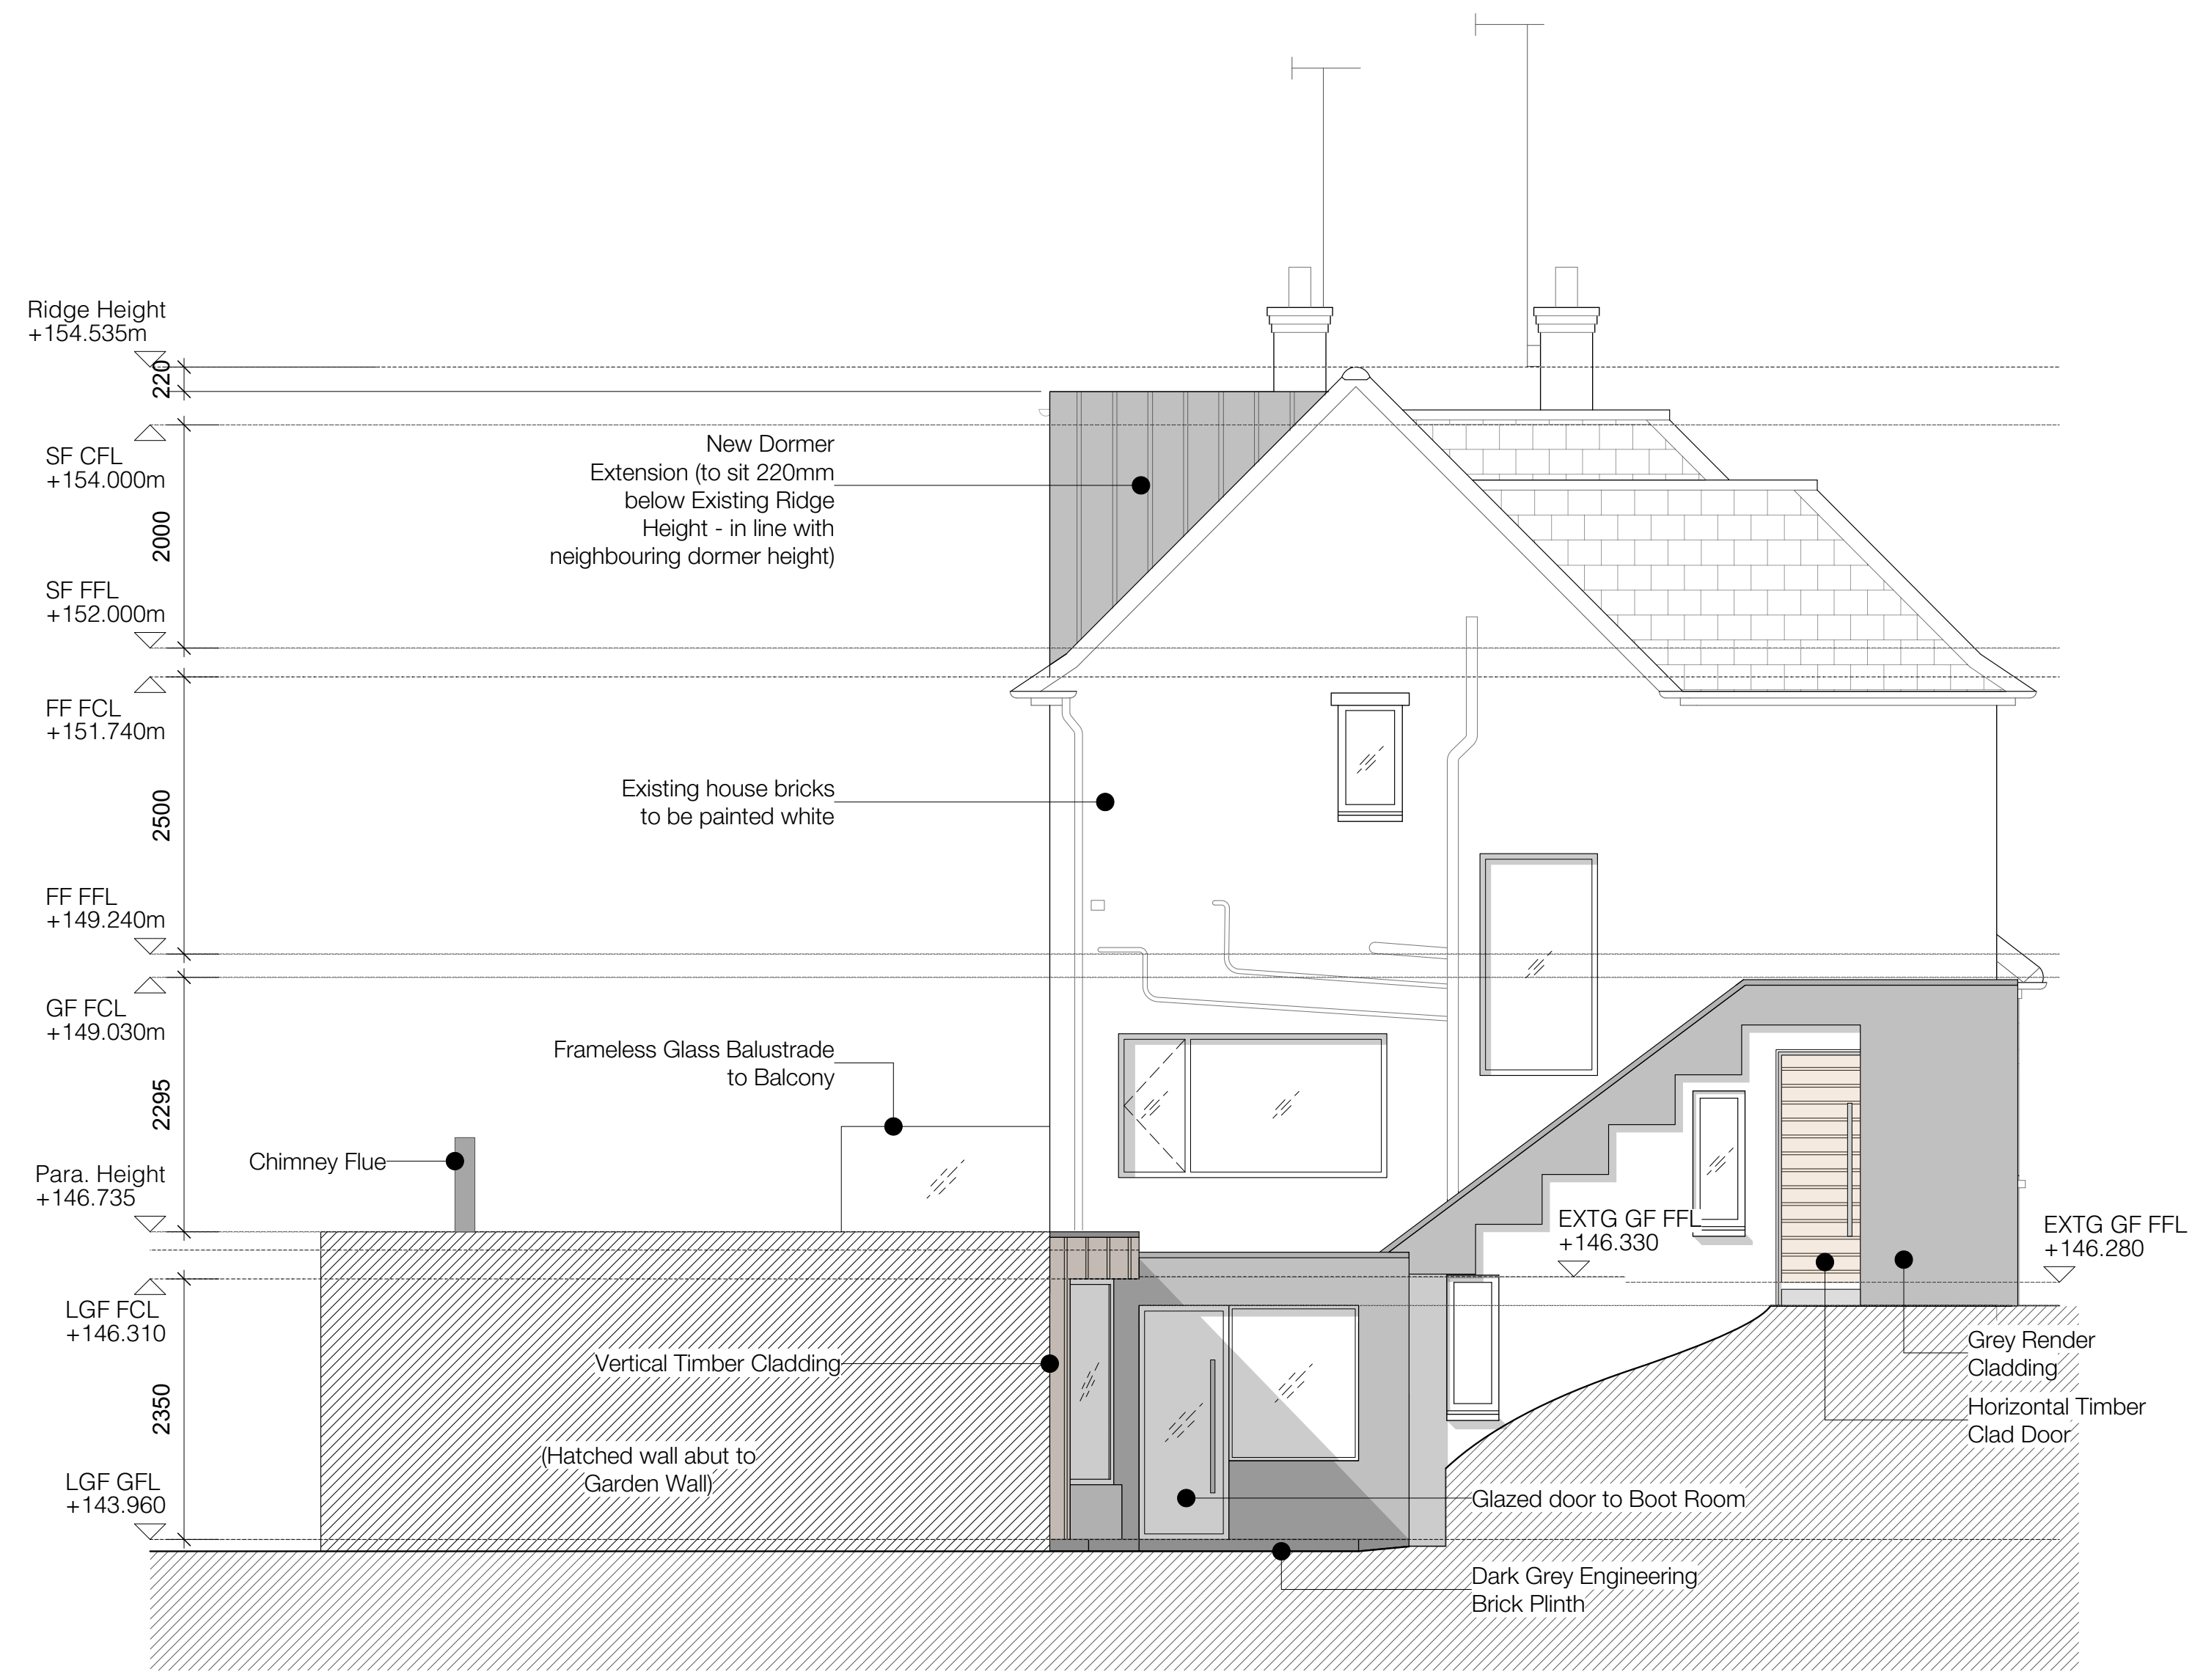 Ridge Height
+154.535m
220
SF CFL
+154.000m
2000
SF FFL
+152.000m
FF FCL
+151.740m
2500
FF FFL
+149.240m
GF FCL
+149.030m
2295
Para. Height
+146.735
LGF FCL
+146.310
2350
LGF GFL
+143.960
New Dormer
Extension (to sit 220mm
below Existing Ridge
Height - in line with
neighbouring dormer height)
Existing house bricks
to be painted white
Frameless Glass Balustrade
to Balcony
Chimney Flue
Vertical Timber Cladding
(Hatched wall abut to
Garden Wall)
EXTG GF FFL
+146.330
EXTG GF FFL
+146.280
Grey Render
Cladding
Horizontal Timber
Clad Door
Glazed door to Boot Room
Dark Grey Engineering
Brick Plinth